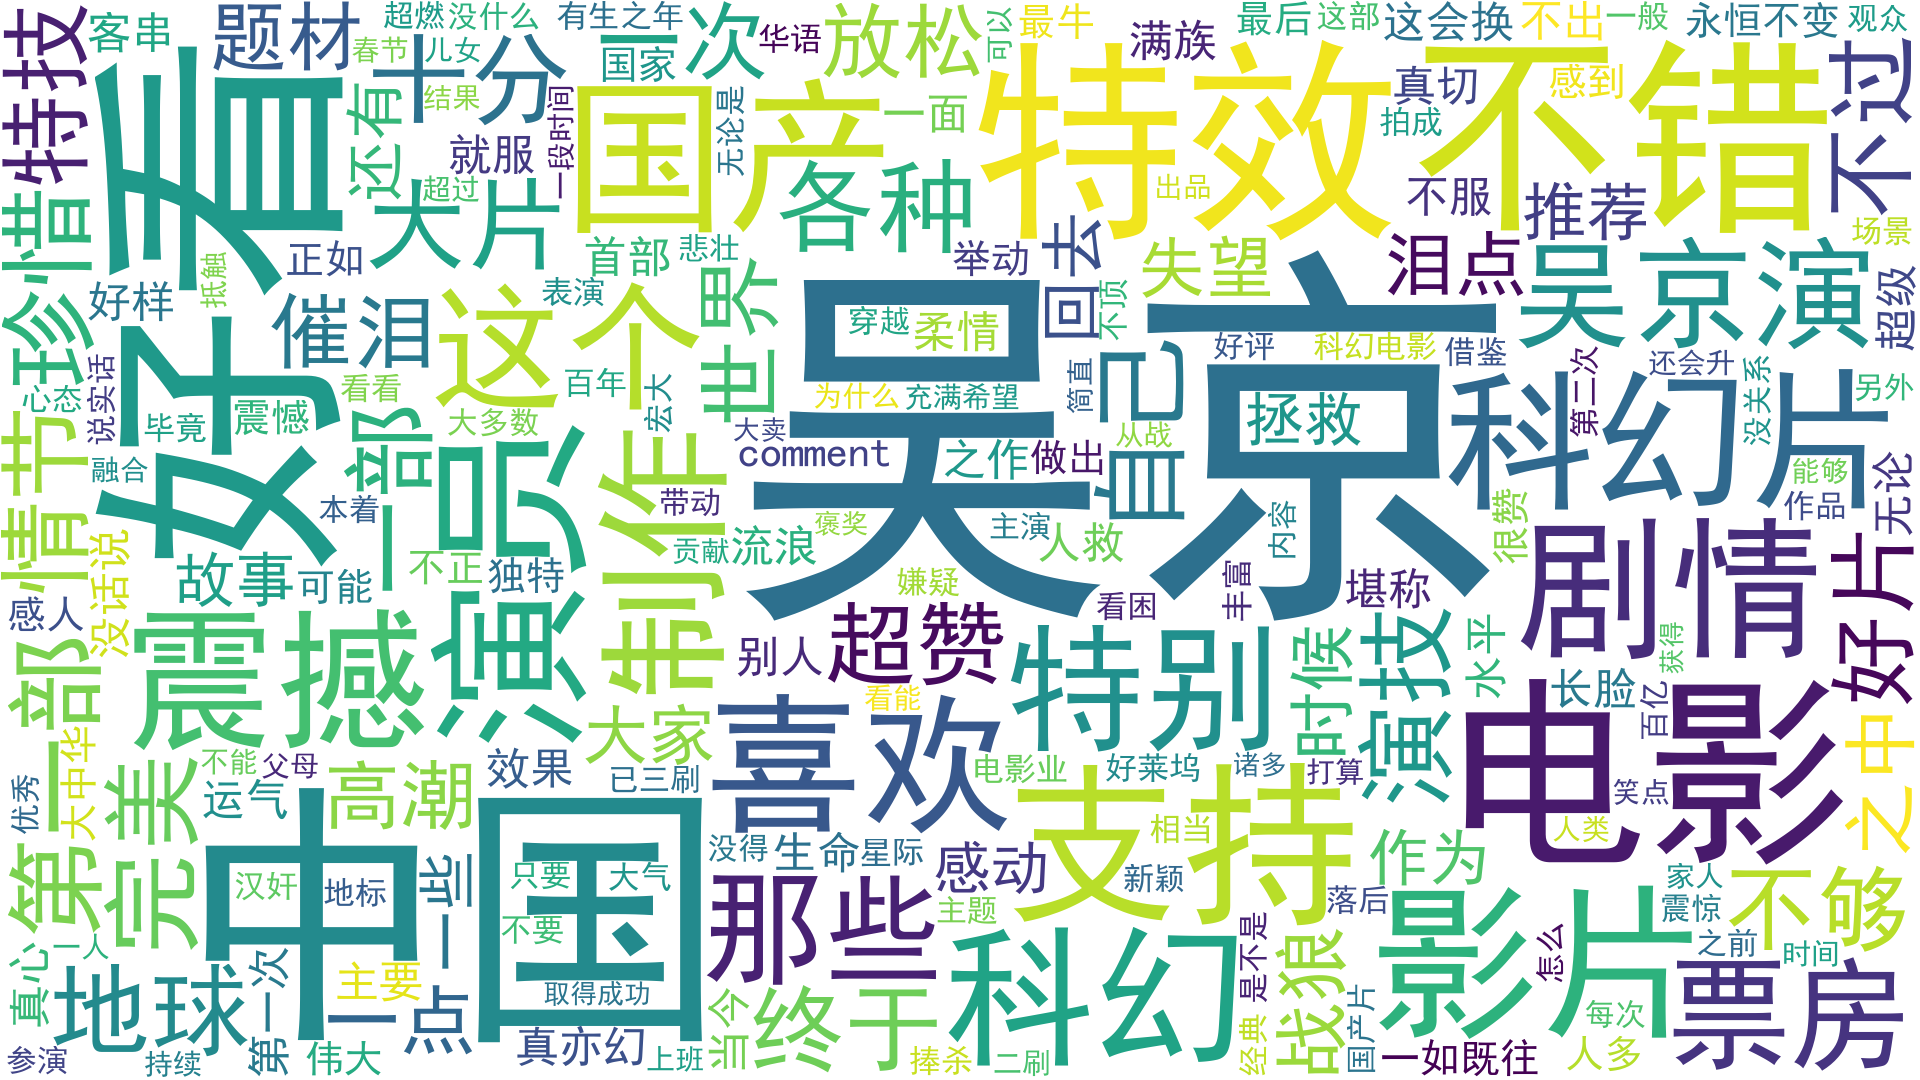 吴京
中国
好看
特效
不错
电影
国产
科幻片
剧情
喜欢
支持
影片
科幻
演员
震撼
这个
制作
特别
吴京演
票房
那些
自己
世界
一部
第一部
完美
地球
终于
战狼
演技
时候
超赞
大片
各种
十分
一次
放松
题材
特技
珍惜
情节
催泪
故事
高潮
大家
一点
一些
感动
作为
不够
之中
好片
不过
推荐
泪点
失望
回去
拯救
还有
客串
超燃
没什么
有生之年
春节
儿女
国家
华语
可以
最牛
满族
最后
这部
这会换
不出
一般
永恒不变
观众
真切
感到
拍成
结果
一段时间
无论是
一面
就服
超过
出品
不服
场景
正如
首部
悲壮
举动
抵触
好样
表演
穿越
柔情
不顶
好评
科幻电影
借鉴
超级
还会升
心态
说实话
看看
百年
宏大
为什么
充满希望
简直
第二次
没关系
另外
毕竟
震憾
大多数
大卖
comment
之作
做出
从战
能够
作品
无论
融合
本着
带动
褒奖
主演
人救
内容
很赞
没话说
可能
不正
独特
贡献
流浪
嫌疑
看困
丰富
堪称
感人
别人
水平
获得
长脸
看能
百亿
大中华
不能
父母
效果
已三刷
电影业
好莱坞
诸多
打算
笑点
优秀
运气
没得
生命
星际
相当
人类
汉奸
地标
只要
大气
新颖
家人
不要
主题
落后
震惊
真心
一人
第一次
主要
取得成功
是不是
怎么
之前
时间
参演
持续
伟大
真亦幻
上班
当今
捧杀
二刷
经典
国产片
一如既往
每次
人多